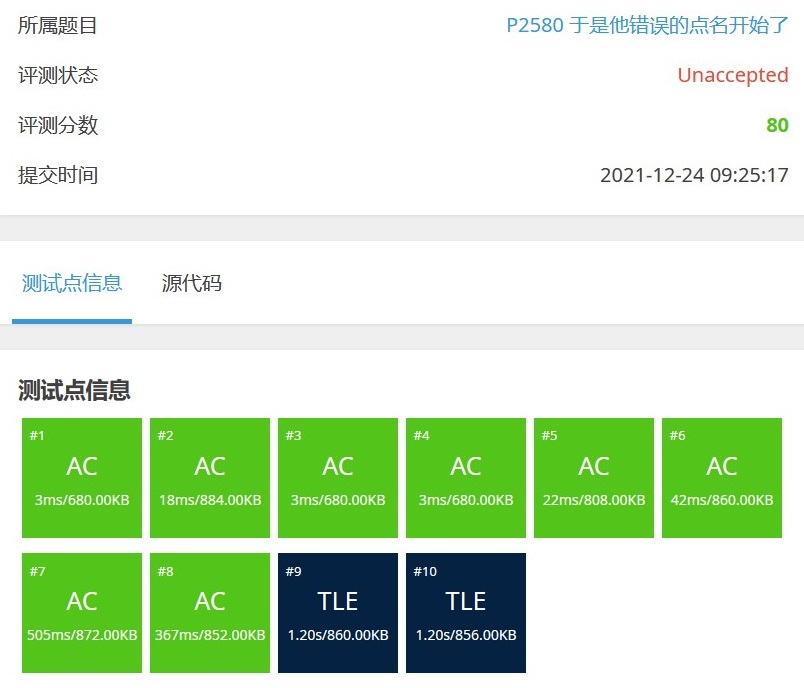 所属题目 P2580 于是他错误的点名开始了
评测状态 Unaccepted
评测分数 80
提交时间 2021-12-24 09:25:17
测试点信息 源代码
测试点信息
#1 #2 #3 #4 #5 #6
AC AC AC AC AC AC
3ms/680.00KB 18ms/884.00KB 3ms/680.00KB 3ms/680.00KB 22ms/808.00KB 42ms/860.00KB
#7 #8 #9 #10
AC AC TLE TLE
505ms/872.00KB 367ms/852.00KB 1.20s/860.00KB 1.20s/856.00KB